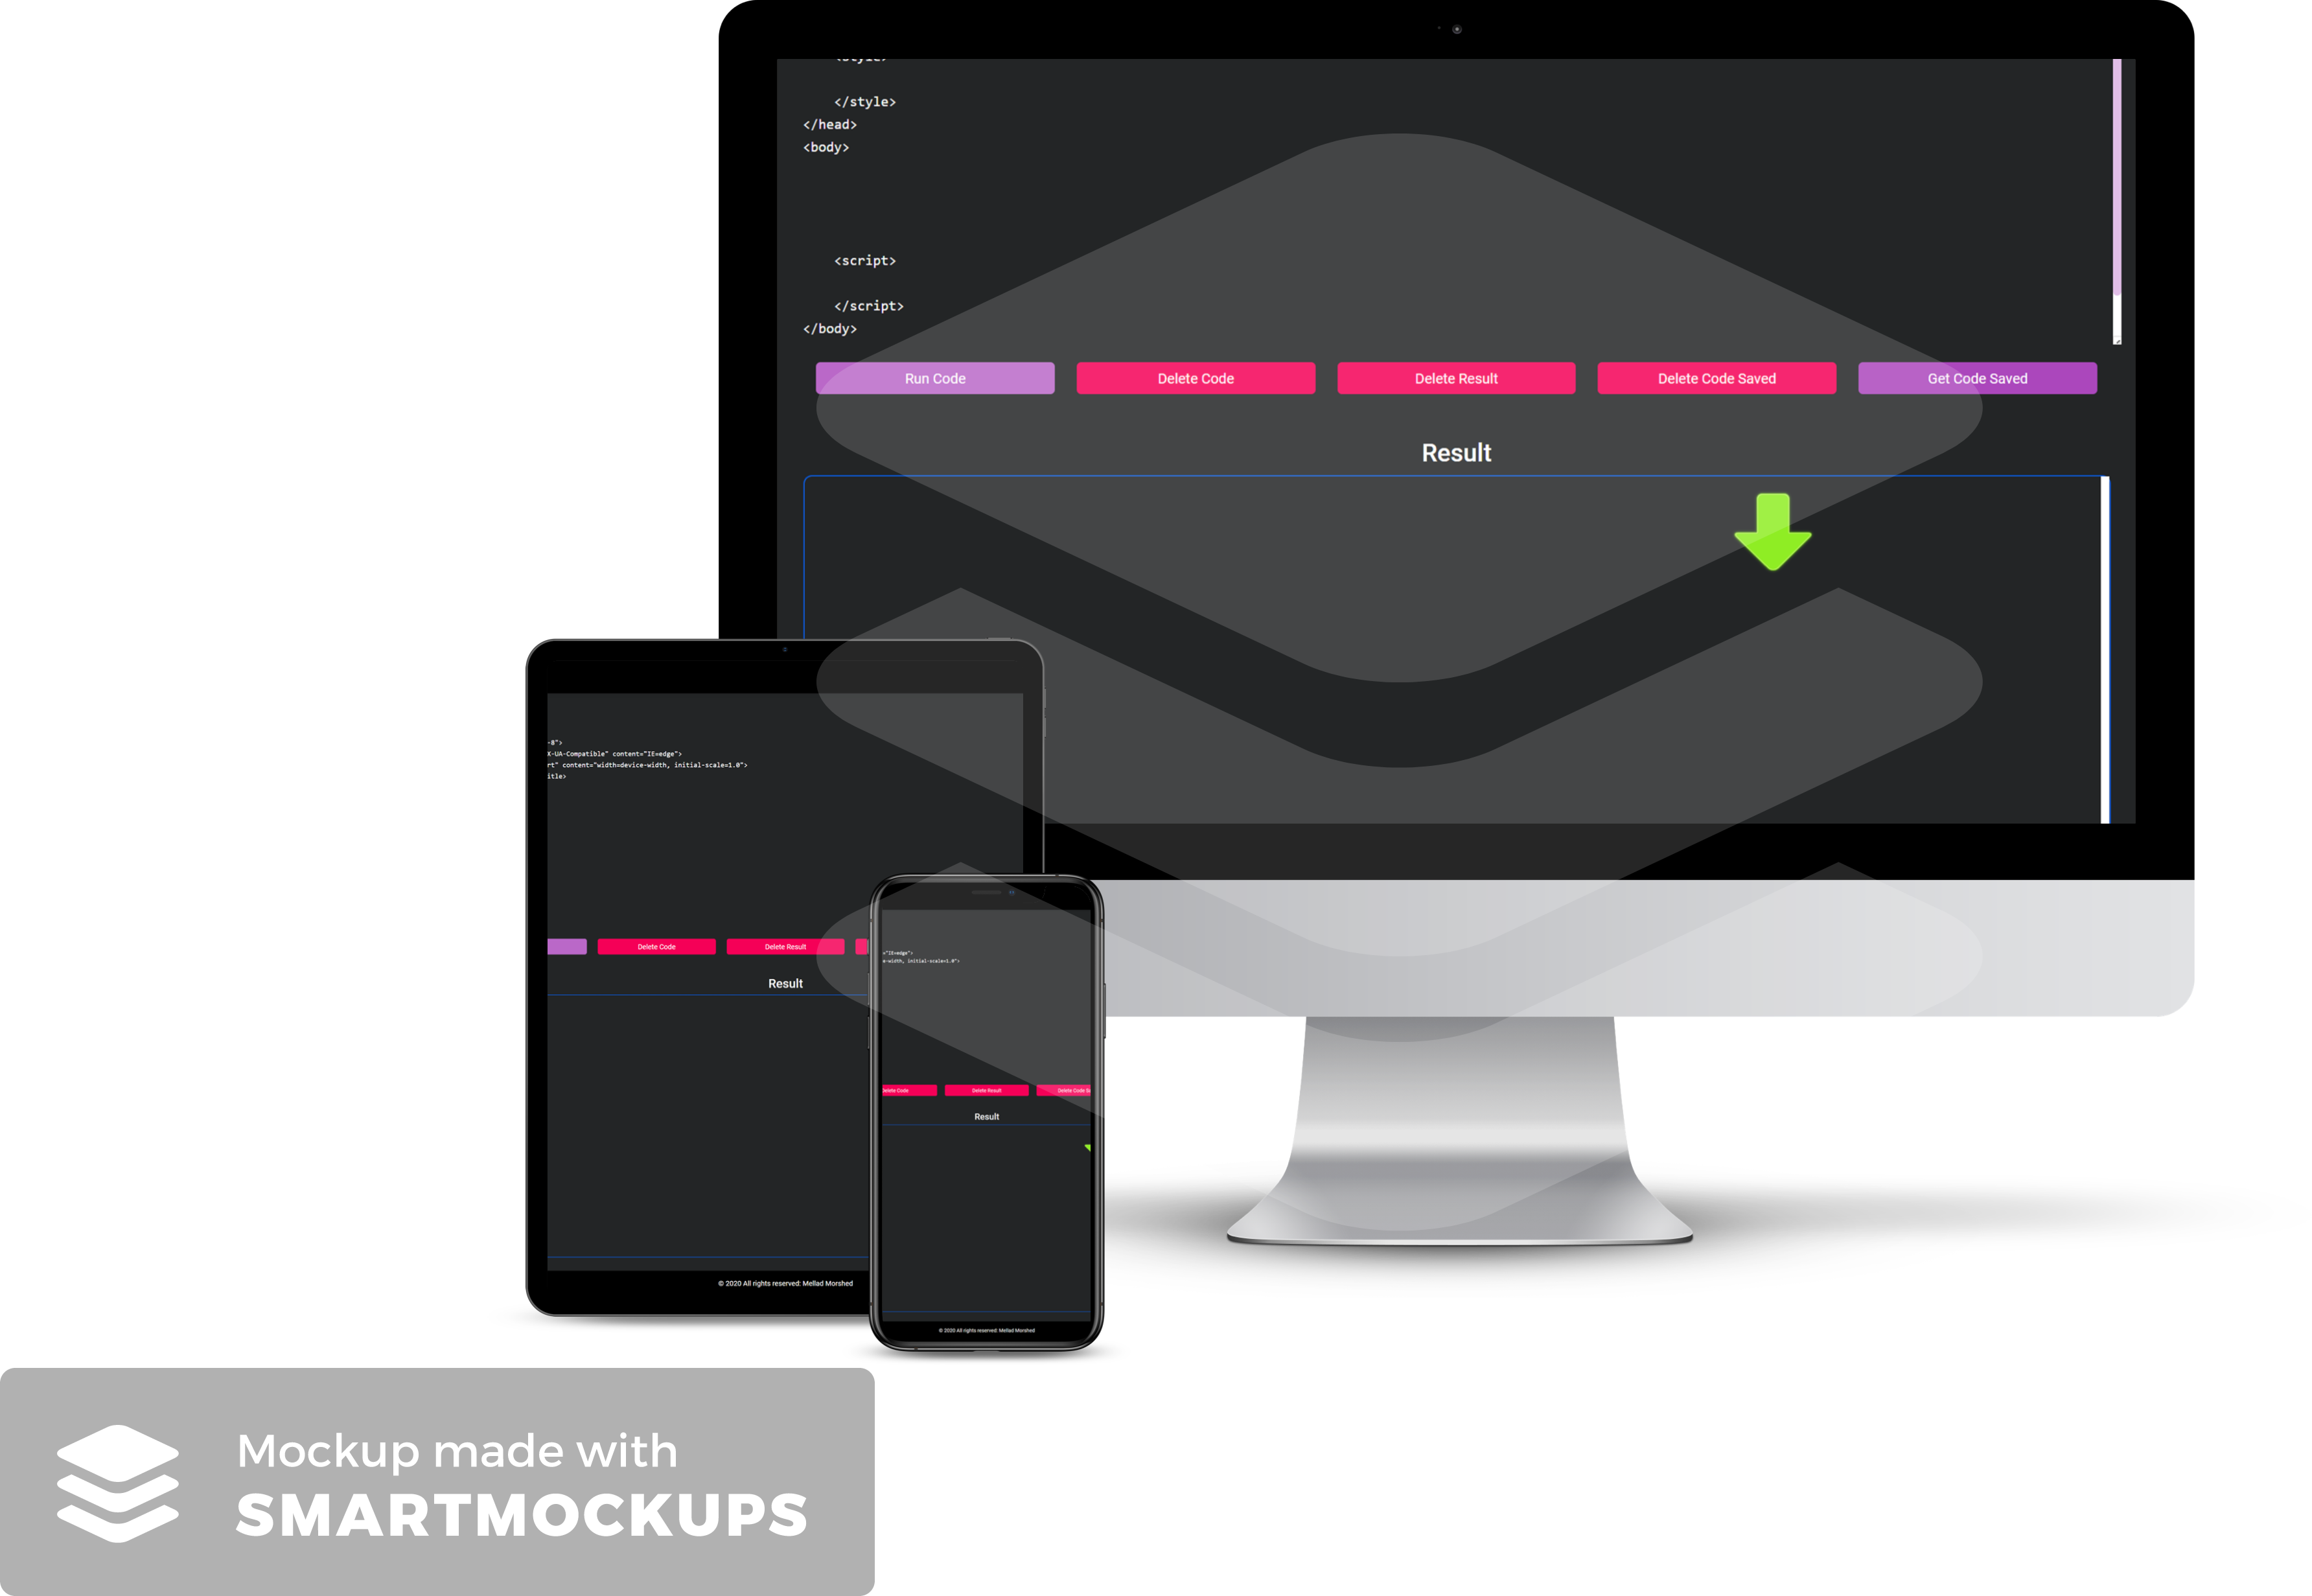 <style>
</style>
</head>
<body>
<script>
</script>
</body>
Run Code
Delete Code
Delete Result
Delete Code Saved
Get Code Saved
Result
-8">
X-UA-Compatible" content="IE=edge">
rt" content="width=device-width, initial-scale=1.0">
itle>
Delete Code
Delete Result
Result
© 2020 All rights reserved: Mellad Morshed
="IE=edge">
e-width, initial-scale=1.0">
Delete Code
Delete Result
Delete Code S
Result
© 2020 All rights reserved: Mellad Morshed
Mockup made with
SMARTMOCKUPS